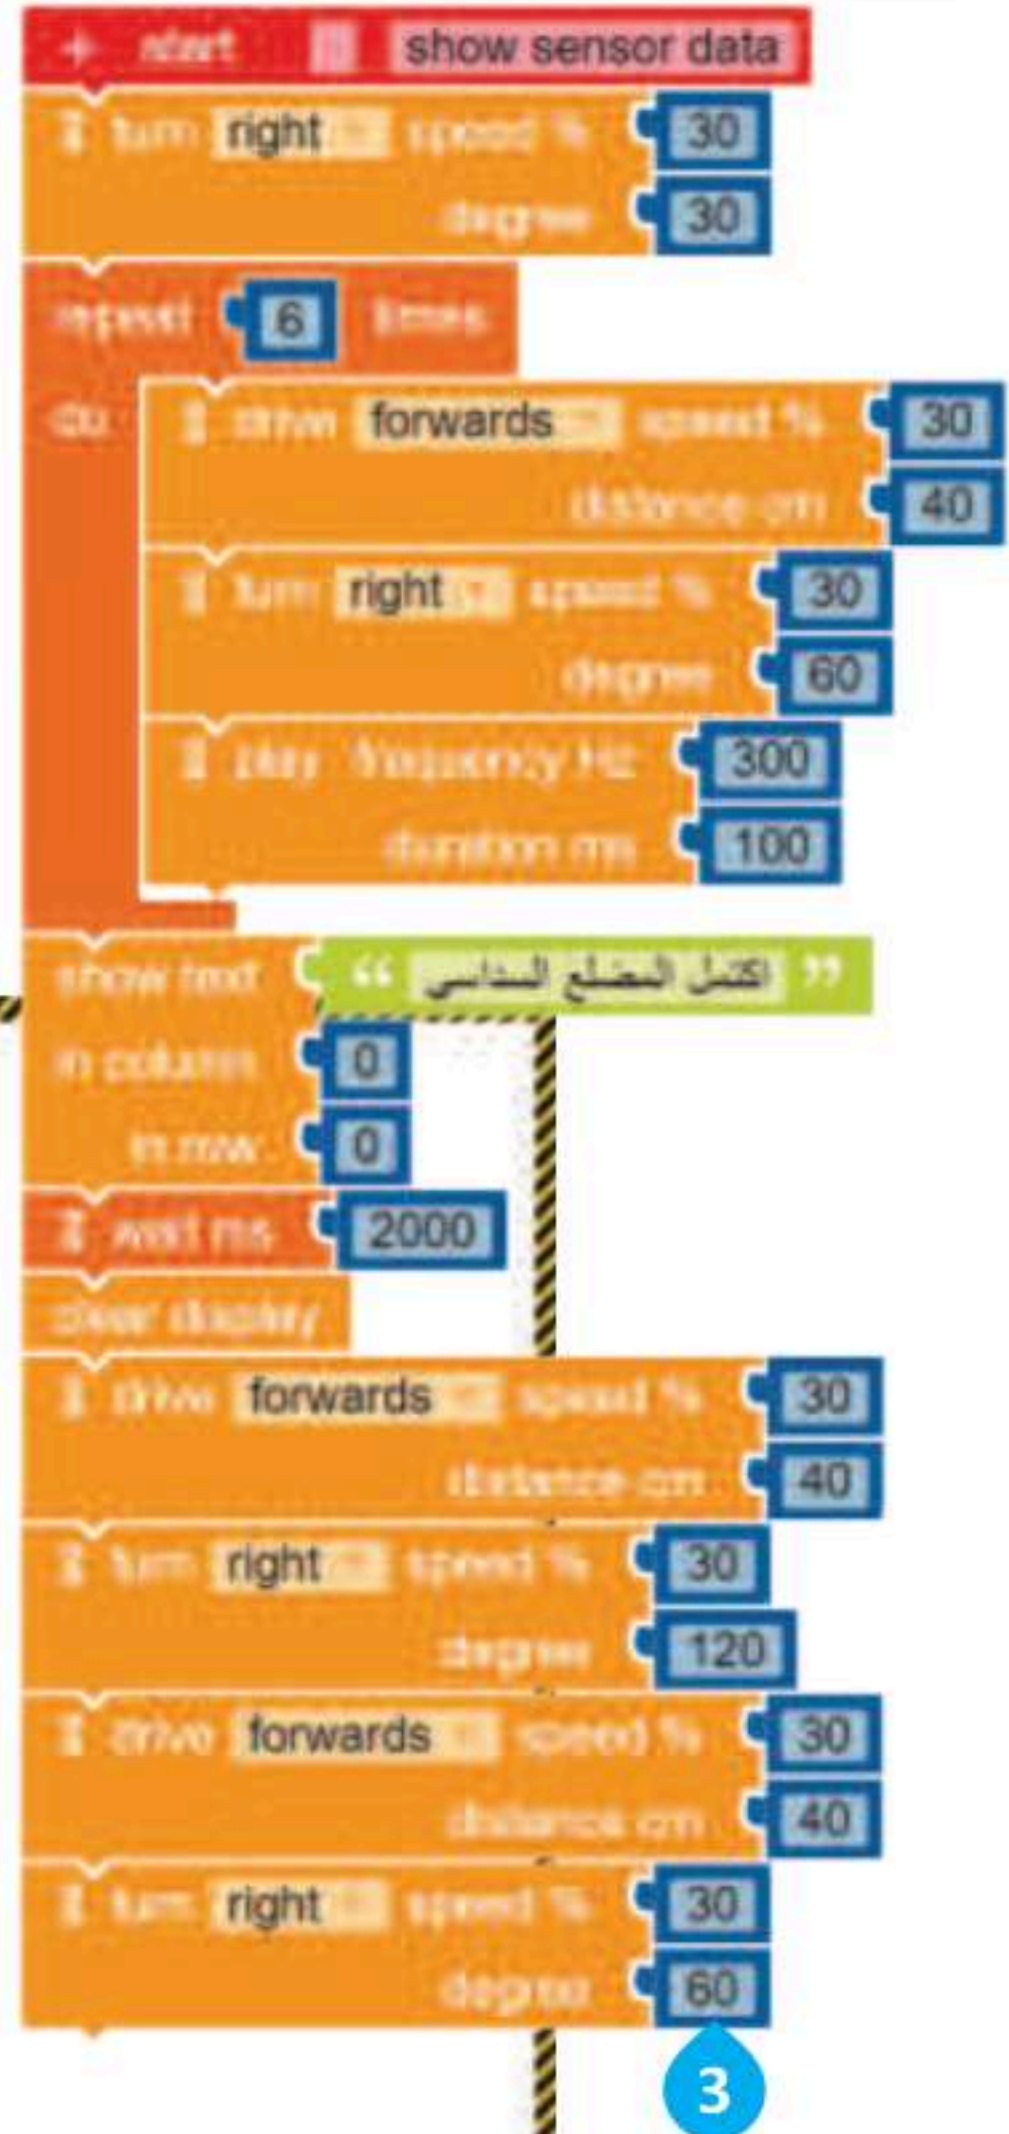 + start show sensor data
turn right speed % 30
degree 30
repeat 6 times
do drive forwards speed % 30
distance cm 40
turn right speed % 30
degree 60
play frequency Hz 300
duration ms 100
show text “ اكتمل المضلع السداسي ”
in column 0
in row 0
wait ms 2000
clear display
drive forwards speed % 30
distance cm 40
turn right speed % 30
degree 120
drive forwards speed % 30
distance cm 40
turn right speed % 30
degree 60
3